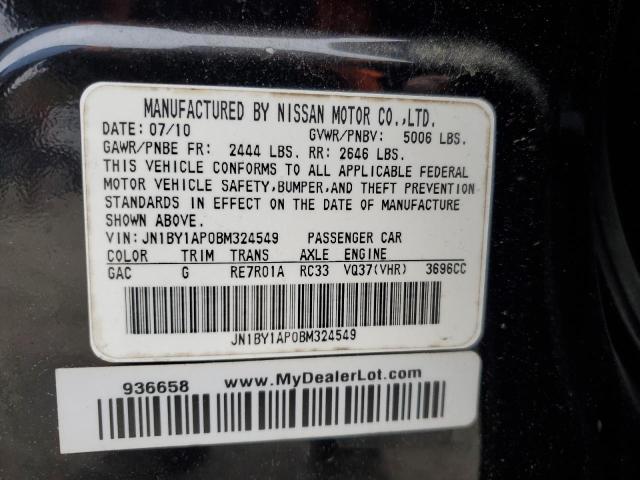 MANUFACTURED BY NISSAN MOTOR CO.,LTD.
DATE: 07/10 GVWR/PNBV: 5006 LBS.
GAWR/PNBE FR: 2444 LBS. RR: 2646 LBS.
THIS VEHICLE CONFORMS TO ALL APPLICABLE FEDERAL
MOTOR VEHICLE SAFETY,BUMPER,AND THEFT PREVENTION
STANDARDS IN EFFECT ON THE DATE OF MANUFACTURE
SHOWN ABOVE.
VIN: JN1BY1AP0BM324549 PASSENGER CAR
COLOR TRIM TRANS AXLE ENGINE
GAC G RE7R01A RC33 VQ37(VHR) 3696CC
JN1BY1AP0BM324549
936658 www.MyDealerLot.com